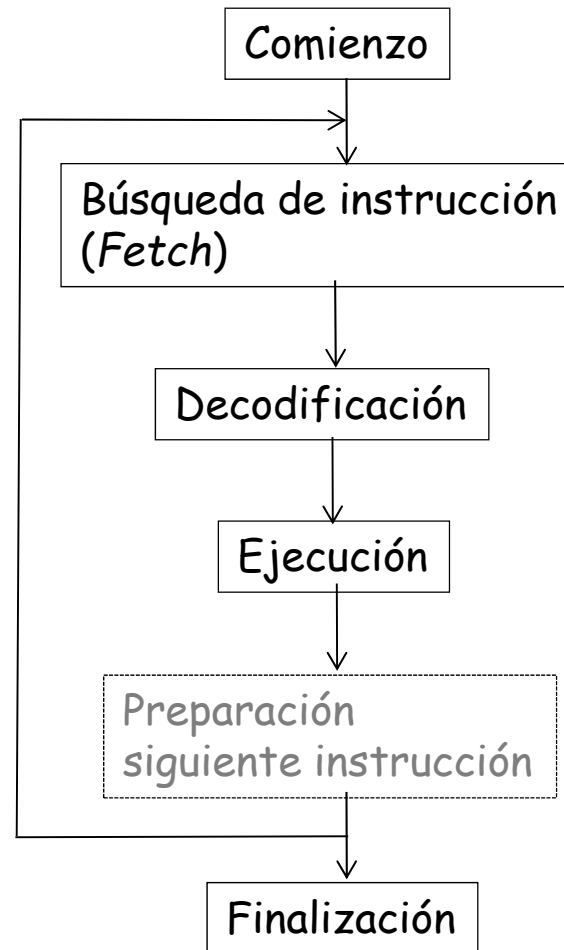 Comienzo
Búsqueda de instrucción
(Fetch)
Decodificación
Ejecución
Preparación
siguiente instrucción
Finalización